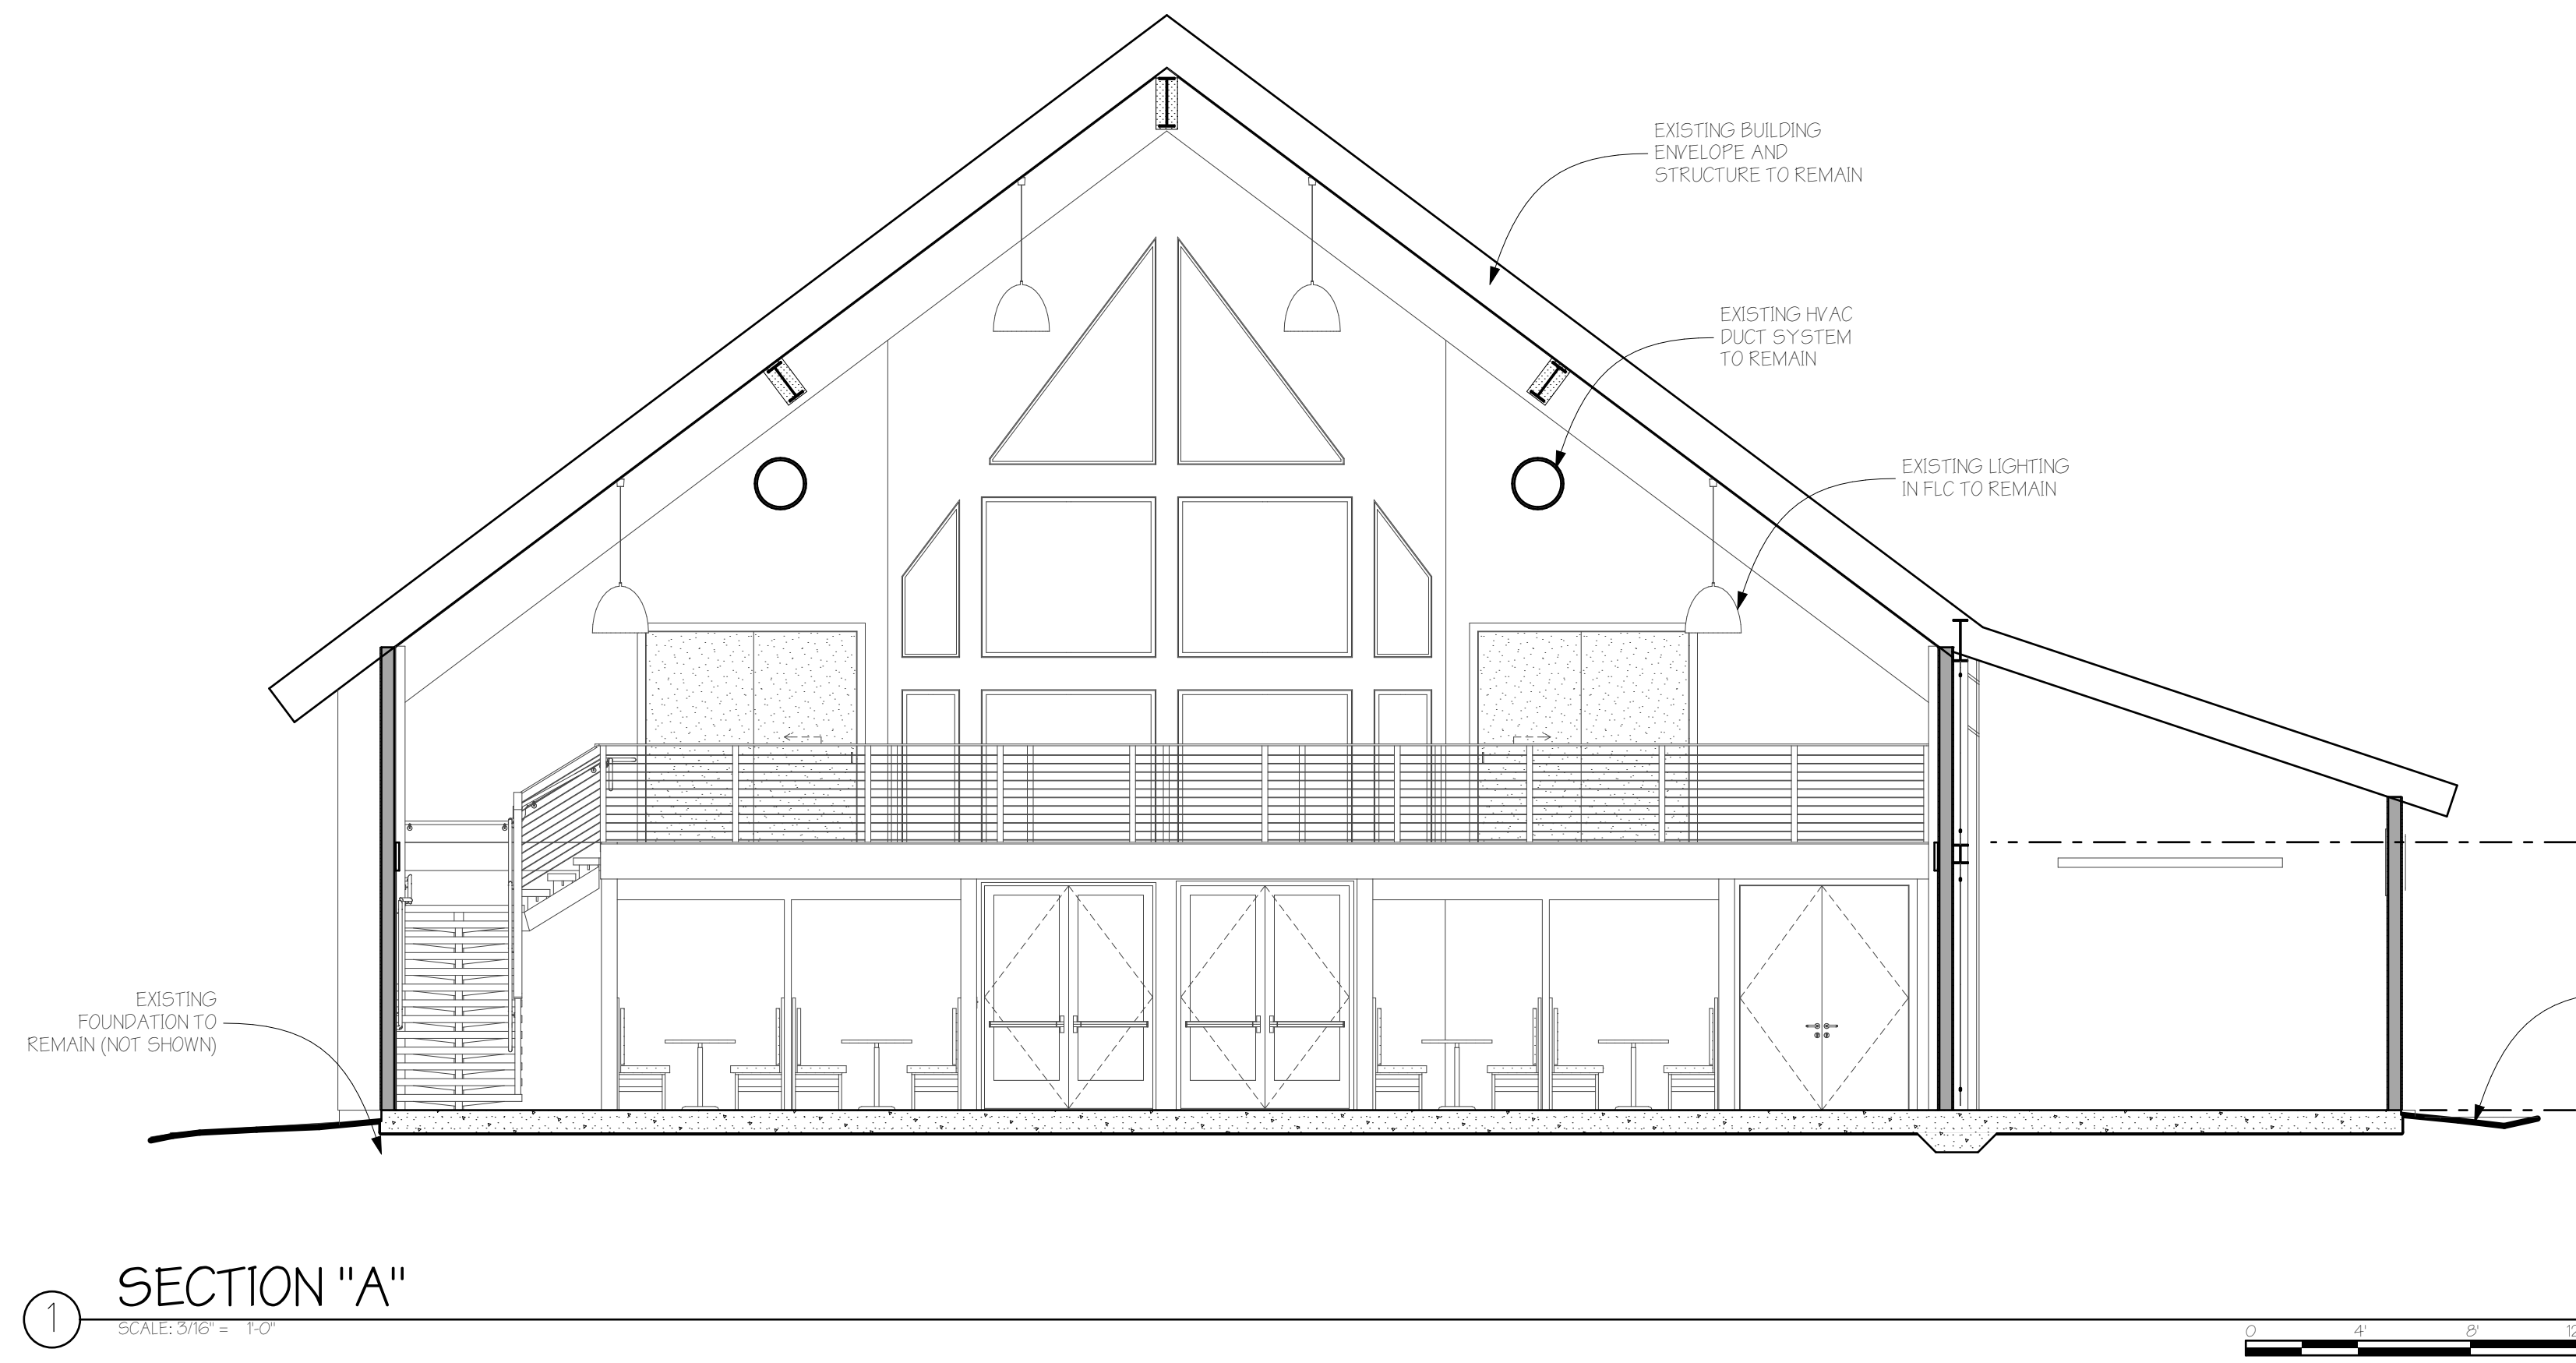 EXISTING BUILDING
ENVELOPE AND
STRUCTURE TO REMAIN
EXISTING HVAC
DUCT SYSTEM
TO REMAIN
EXISTING LIGHTING
IN FLC TO REMAIN
EXISTING
FOUNDATION TO
REMAIN (NOT SHOWN)
1
SECTION "A"
SCALE: 3/16" = 1'-0"
0 4' 8' 12